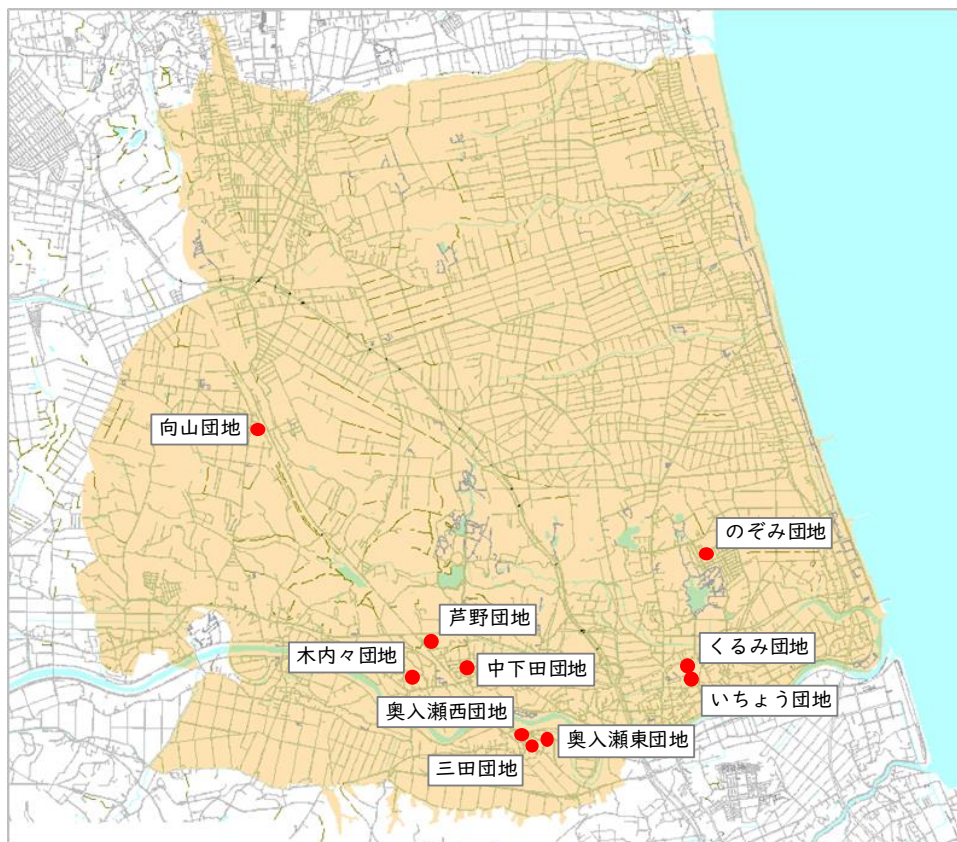 向山団地
のぞみ団地
芦野団地
木内々団地
中下田団地
くるみ団地
いちょう団地
奥入瀬西団地
奥入瀬東団地
三田団地